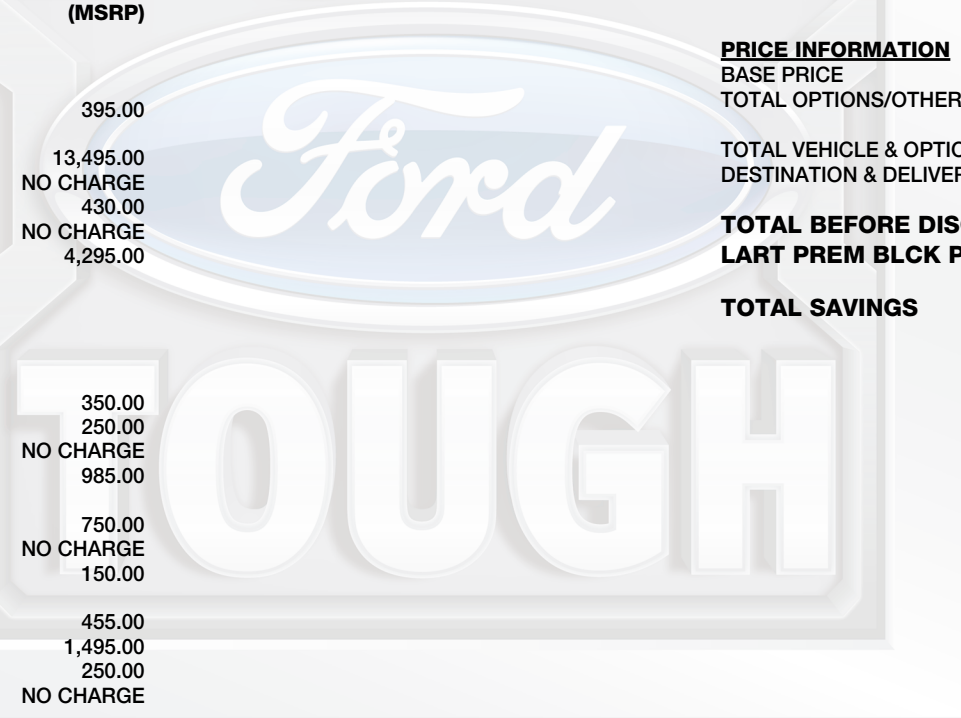 (MSRP)
395.00
13,495.00
NO CHARGE
430.00
NO CHARGE
4,295.00
350.00
250.00
NO CHARGE
985.00
750.00
NO CHARGE
150.00
455.00
1,495.00
250.00
NO CHARGE
PRICE INFORMATION
BASE PRICE
TOTAL OPTIONS/OTHER
TOTAL VEHICLE & OPTIO
DESTINATION & DELIVER
TOTAL BEFORE DIS
LART PREM BLCK P
TOTAL SAVINGS
Ford
TOUGH